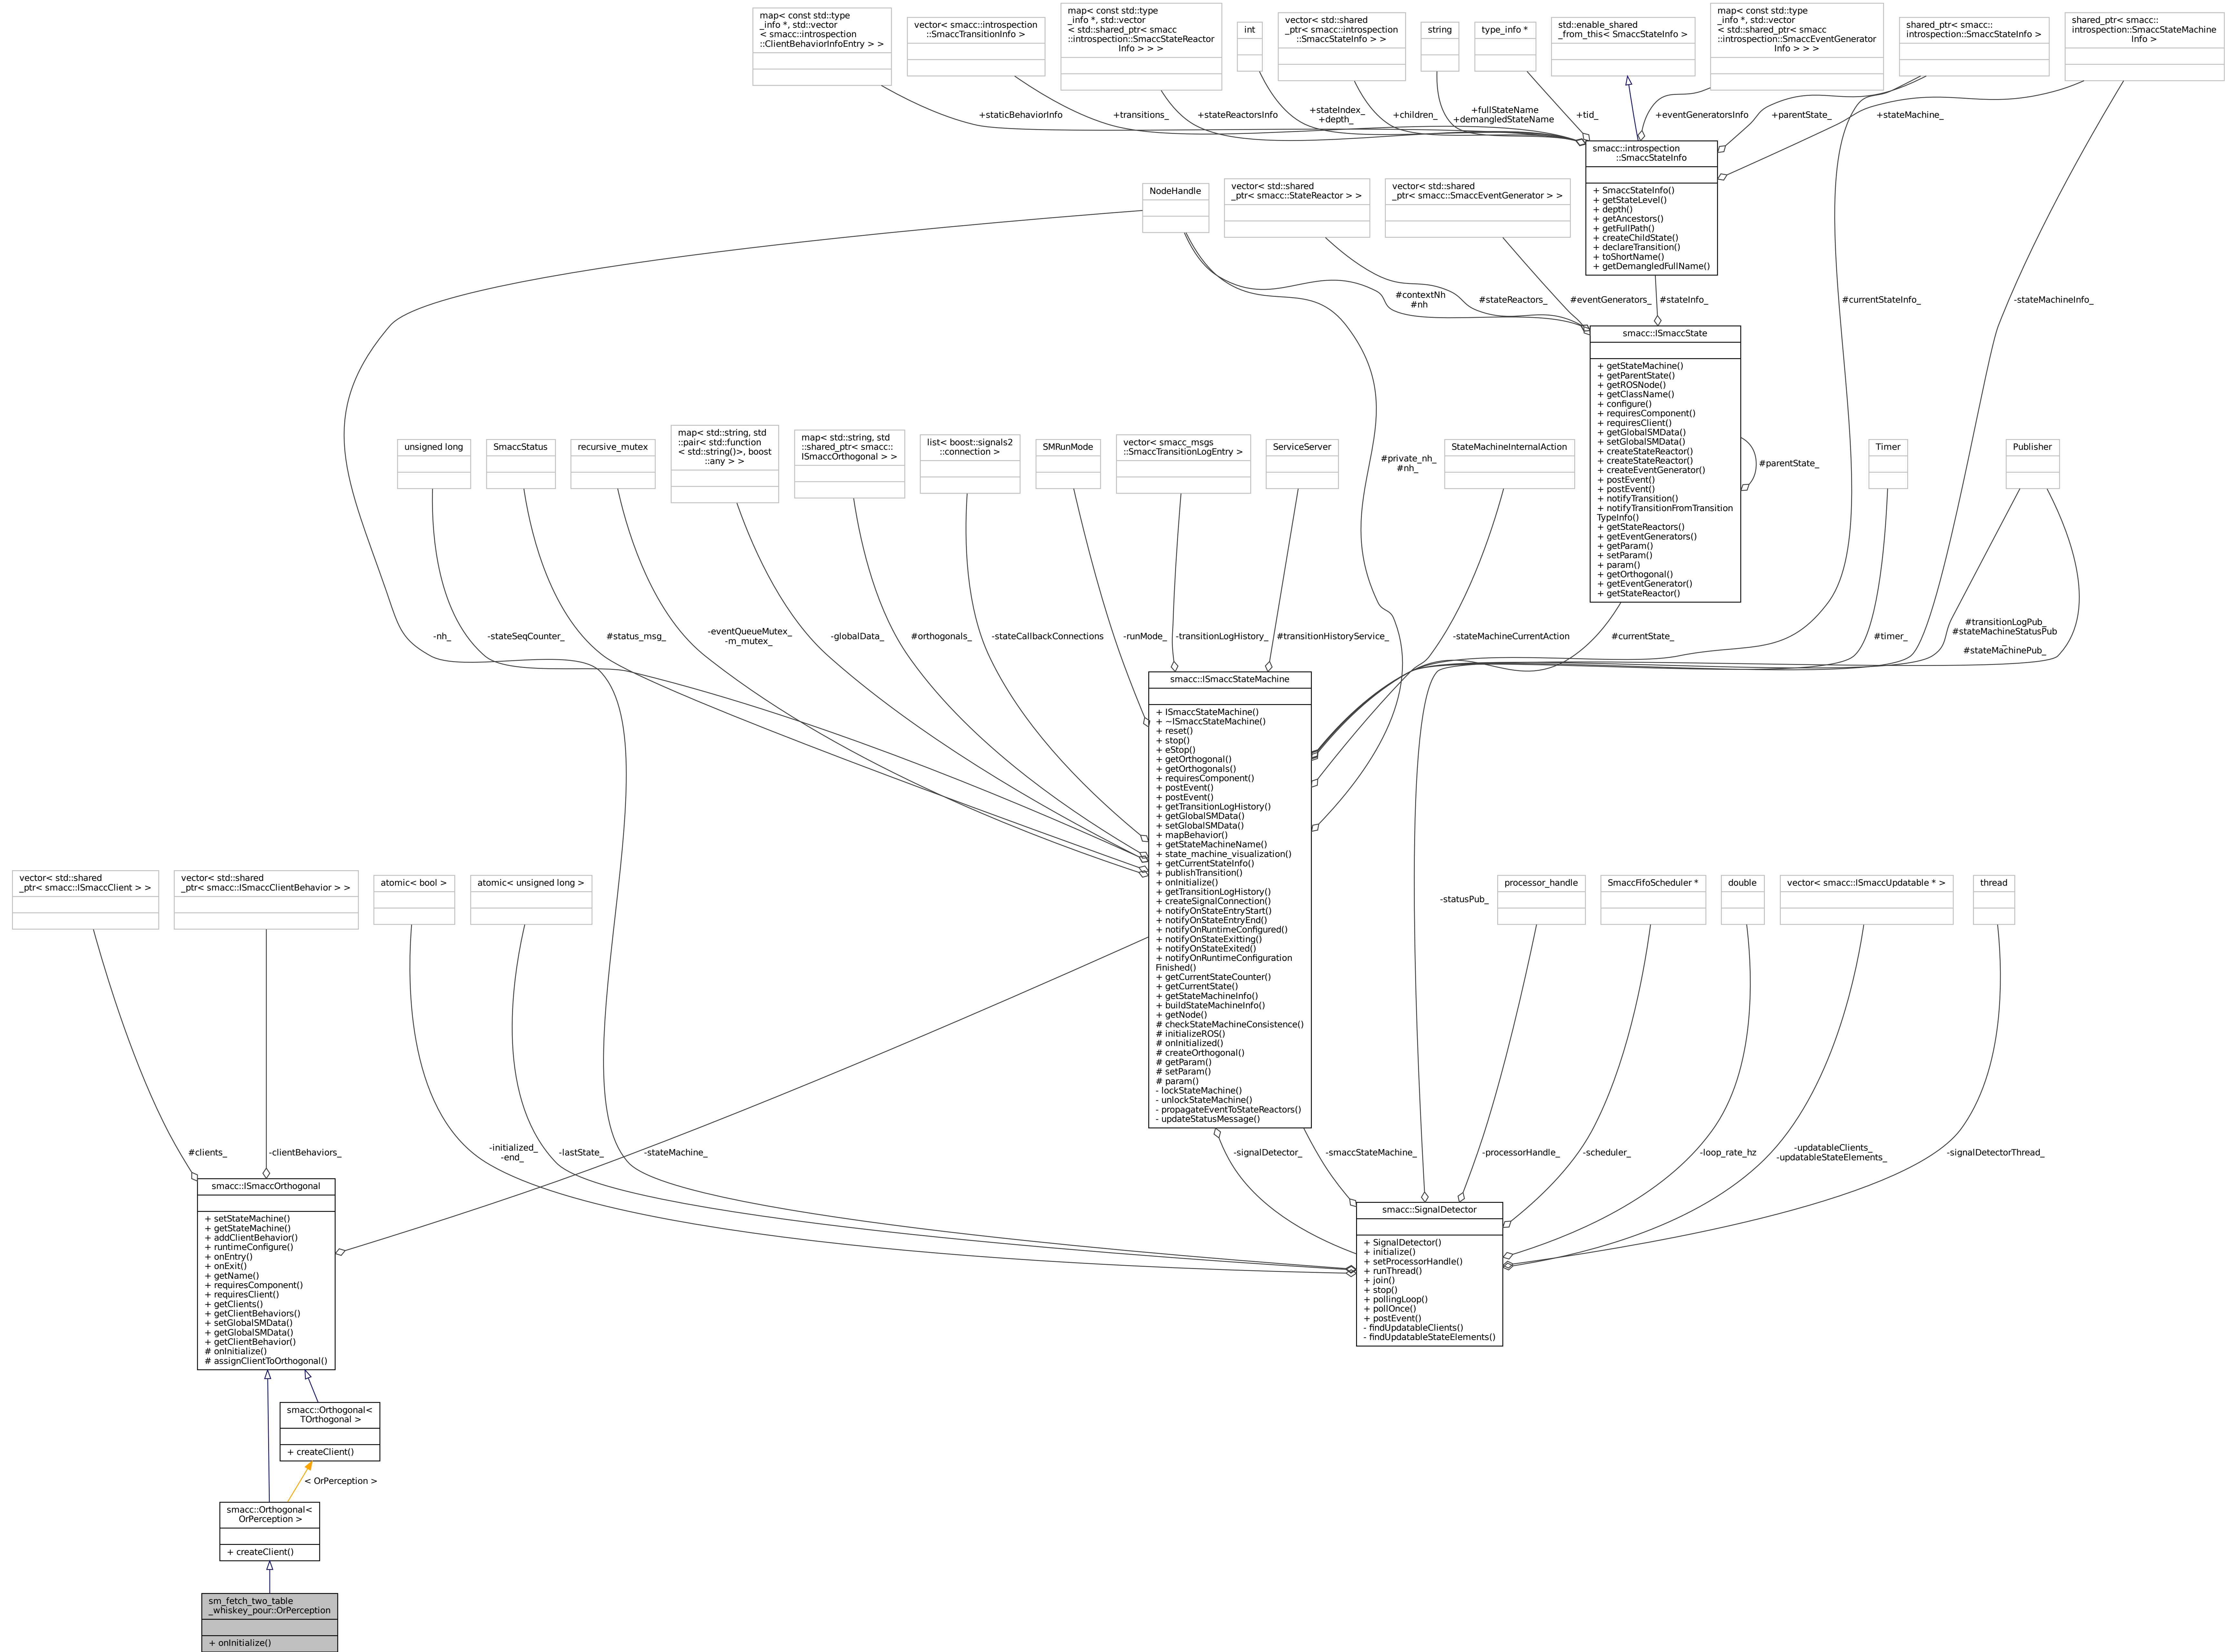 map< const std::type
_info *, std::vector
< smacc::introspection
::ClientBehaviorInfoEntry > >
vector< smacc::introspection
::SmaccTransitionInfo >
map< const std::type
_info *, std::vector
< std::shared_ptr< smacc
::introspection::SmaccStateReactor
Info > > >
int
vector< std::shared
_ptr< smacc::introspection
::SmaccStateInfo > >
string
type_info *
std::enable_shared
_from_this< SmaccStateInfo >
map< const std::type
_info *, std::vector
< std::shared_ptr< smacc
::introspection::SmaccEventGenerator
Info > > >
shared_ptr< smacc::
introspection::SmaccStateInfo >
shared_ptr< smacc::
introspection::SmaccStateMachine
Info >
+staticBehaviorInfo
+transitions_
+stateReactorsInfo
+stateIndex_
+depth_
+children_
+fullStateName
+demangledStateName
+tid_
+eventGeneratorsInfo
+parentState_
+stateMachine_
smacc::introspection
::SmaccStateInfo
+ SmaccStateInfo()
+ getStateLevel()
+ depth()
+ getAncestors()
+ getFullPath()
+ createChildState()
+ declareTransition()
+ toShortName()
+ getDemangledFullName()
NodeHandle
vector< std::shared
_ptr< smacc::StateReactor > >
vector< std::shared
_ptr< smacc::SmaccEventGenerator > >
#contextNh
#nh
#stateReactors_
#eventGenerators_
#stateInfo_
#currentStateInfo_
-stateMachineInfo_
smacc::ISmaccState
+ getStateMachine()
+ getParentState()
+ getROSNode()
+ getClassName()
+ configure()
+ requiresComponent()
+ requiresClient()
+ getGlobalSMData()
+ setGlobalSMData()
+ createStateReactor()
+ createStateReactor()
+ createEventGenerator()
+ postEvent()
+ postEvent()
+ notifyTransition()
+ notifyTransitionFromTransition
TypeInfo()
+ getStateReactors()
+ getEventGenerators()
+ getParam()
+ setParam()
+ param()
+ getOrthogonal()
+ getEventGenerator()
+ getStateReactor()
#parentState_
unsigned long
SmaccStatus
recursive_mutex
map< std::string, std
::pair< std::function
< std::string()>, boost
::any > >
map< std::string, std
::shared_ptr< smacc::
ISmaccOrthogonal > >
list< boost::signals2
::connection >
SMRunMode
vector< smacc_msgs
::SmaccTransitionLogEntry >
ServiceServer
#private_nh_
#nh_
StateMachineInternalAction
Timer
Publisher
-nh_
-stateSeqCounter_
#status_msg_
-eventQueueMutex_
-m_mutex_
-globalData_
#orthogonals_
-stateCallbackConnections
-runMode_
-transitionLogHistory_
#transitionHistoryService_
-stateMachineCurrentAction
#currentState_
#timer_
#transitionLogPub_
#stateMachineStatusPub
_
#stateMachinePub_
smacc::ISmaccStateMachine
+ ISmaccStateMachine()
+ ~ISmaccStateMachine()
+ reset()
+ stop()
+ eStop()
+ getOrthogonal()
+ getOrthogonals()
+ requiresComponent()
+ postEvent()
+ postEvent()
+ getTransitionLogHistory()
+ getGlobalSMData()
+ setGlobalSMData()
+ mapBehavior()
+ getStateMachineName()
+ state_machine_visualization()
+ getCurrentStateInfo()
+ publishTransition()
+ onInitialize()
+ getTransitionLogHistory()
+ createSignalConnection()
+ notifyOnStateEntryStart()
+ notifyOnStateEntryEnd()
+ notifyOnRuntimeConfigured()
+ notifyOnStateExitting()
+ notifyOnStateExited()
+ notifyOnRuntimeConfiguration
Finished()
+ getCurrentStateCounter()
+ getCurrentState()
+ getStateMachineInfo()
+ buildStateMachineInfo()
+ getNode()
# checkStateMachineConsistence()
# initializeROS()
# onInitialized()
# createOrthogonal()
# getParam()
# setParam()
# param()
- lockStateMachine()
- unlockStateMachine()
- propagateEventToStateReactors()
- updateStatusMessage()
vector< std::shared
_ptr< smacc::ISmaccClient > >
vector< std::shared
_ptr< smacc::ISmaccClientBehavior > >
atomic< bool >
atomic< unsigned long >
-statusPub_
processor_handle
SmaccFifoScheduler *
double
vector< smacc::ISmaccUpdatable * >
thread
#clients_
-clientBehaviors_
-initialized_
-end_
-lastState_
-stateMachine_
-signalDetector_
-smaccStateMachine_
-processorHandle_
-scheduler_
-loop_rate_hz
-updatableClients_
-updatableStateElements_
-signalDetectorThread_
smacc::ISmaccOrthogonal
+ setStateMachine()
+ getStateMachine()
+ addClientBehavior()
+ runtimeConfigure()
+ onEntry()
+ onExit()
+ getName()
+ requiresComponent()
+ requiresClient()
+ getClients()
+ getClientBehaviors()
+ setGlobalSMData()
+ getGlobalSMData()
+ getClientBehavior()
# onInitialize()
# assignClientToOrthogonal()
smacc::SignalDetector
+ SignalDetector()
+ initialize()
+ setProcessorHandle()
+ runThread()
+ join()
+ stop()
+ pollingLoop()
+ pollOnce()
+ postEvent()
- findUpdatableClients()
- findUpdatableStateElements()
smacc::Orthogonal<
TOrthogonal >
+ createClient()
< OrPerception >
smacc::Orthogonal<
OrPerception >
+ createClient()
sm_fetch_two_table
_whiskey_pour::OrPerception
+ onInitialize()